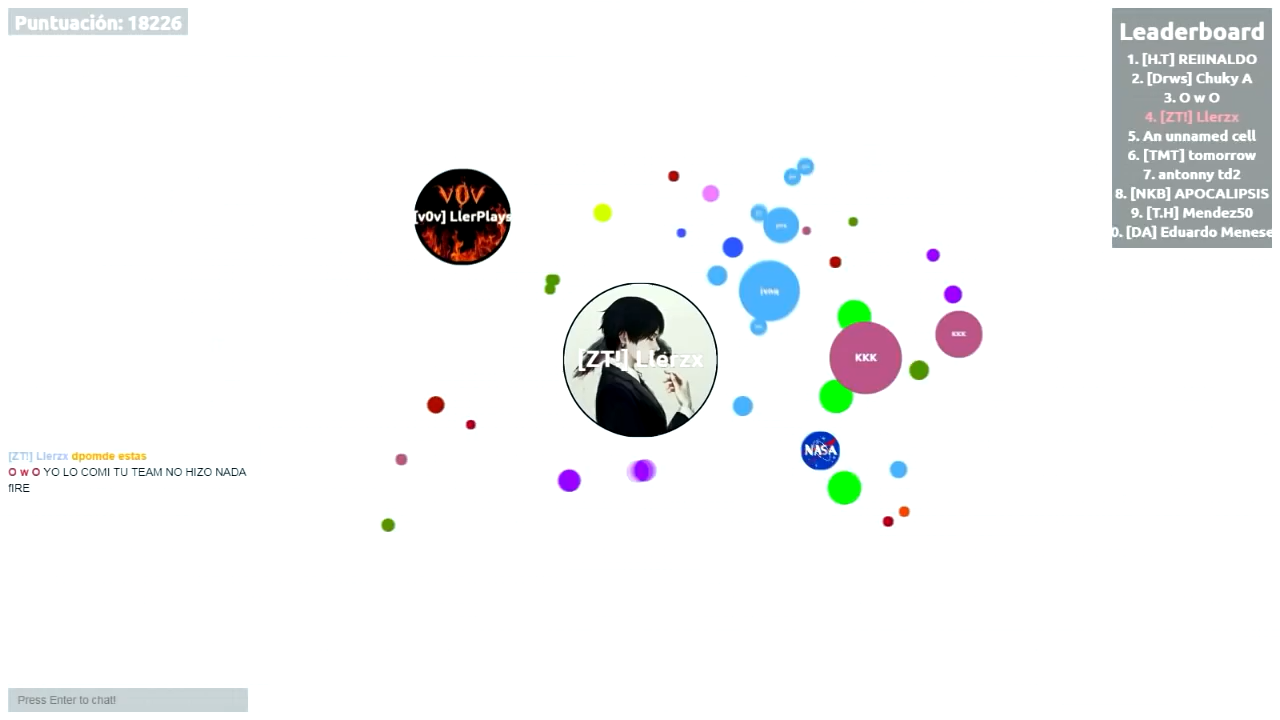 Puntuación: 18226
Leaderboard
1. [H.T] REIINALDO
2. [Drws] Chuky A
3. O w O
4. [ZT!] Llerzx
5. An unnamed cell
6. [TMT] tomorrow
7. antonny td2
8. [NKB] APOCALIPSIS
9. [T.H] Mendez50
0. [DA] Eduardo Menese
VOV
[v0v] LlerPlays
[ZT!] Llerzx
KKK
KKK
NASA
[ZT!] Llerzx dpomde estas
O w O YO LO COMI TU TEAM NO HIZO NADA
fIRE
Press Enter to chat!